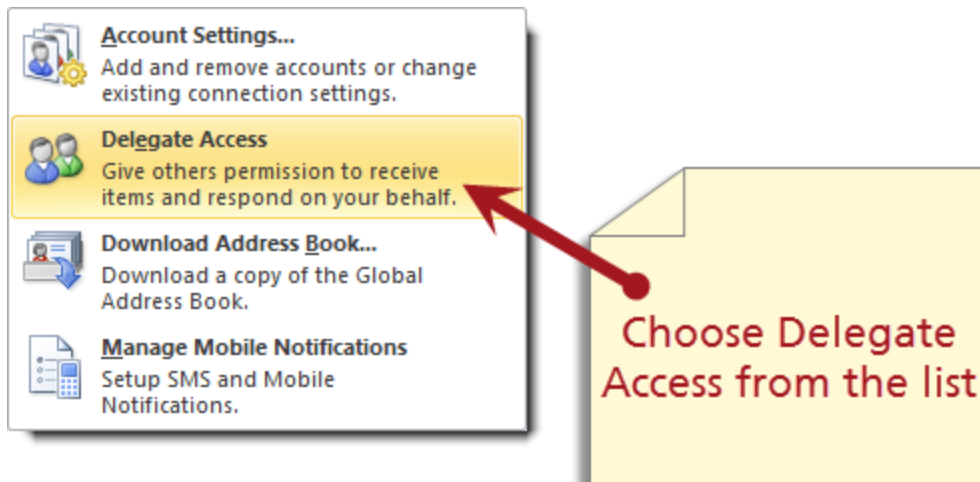 Account Settings...
Add and remove accounts or change
existing connection settings.
Delegate Access
Give others permission to receive
items and respond on your behalf.
Download Address Book...
Download a copy of the Global
Address Book.
Manage Mobile Notifications
Setup SMS and Mobile
Notifications.
Choose Delegate
Access from the list